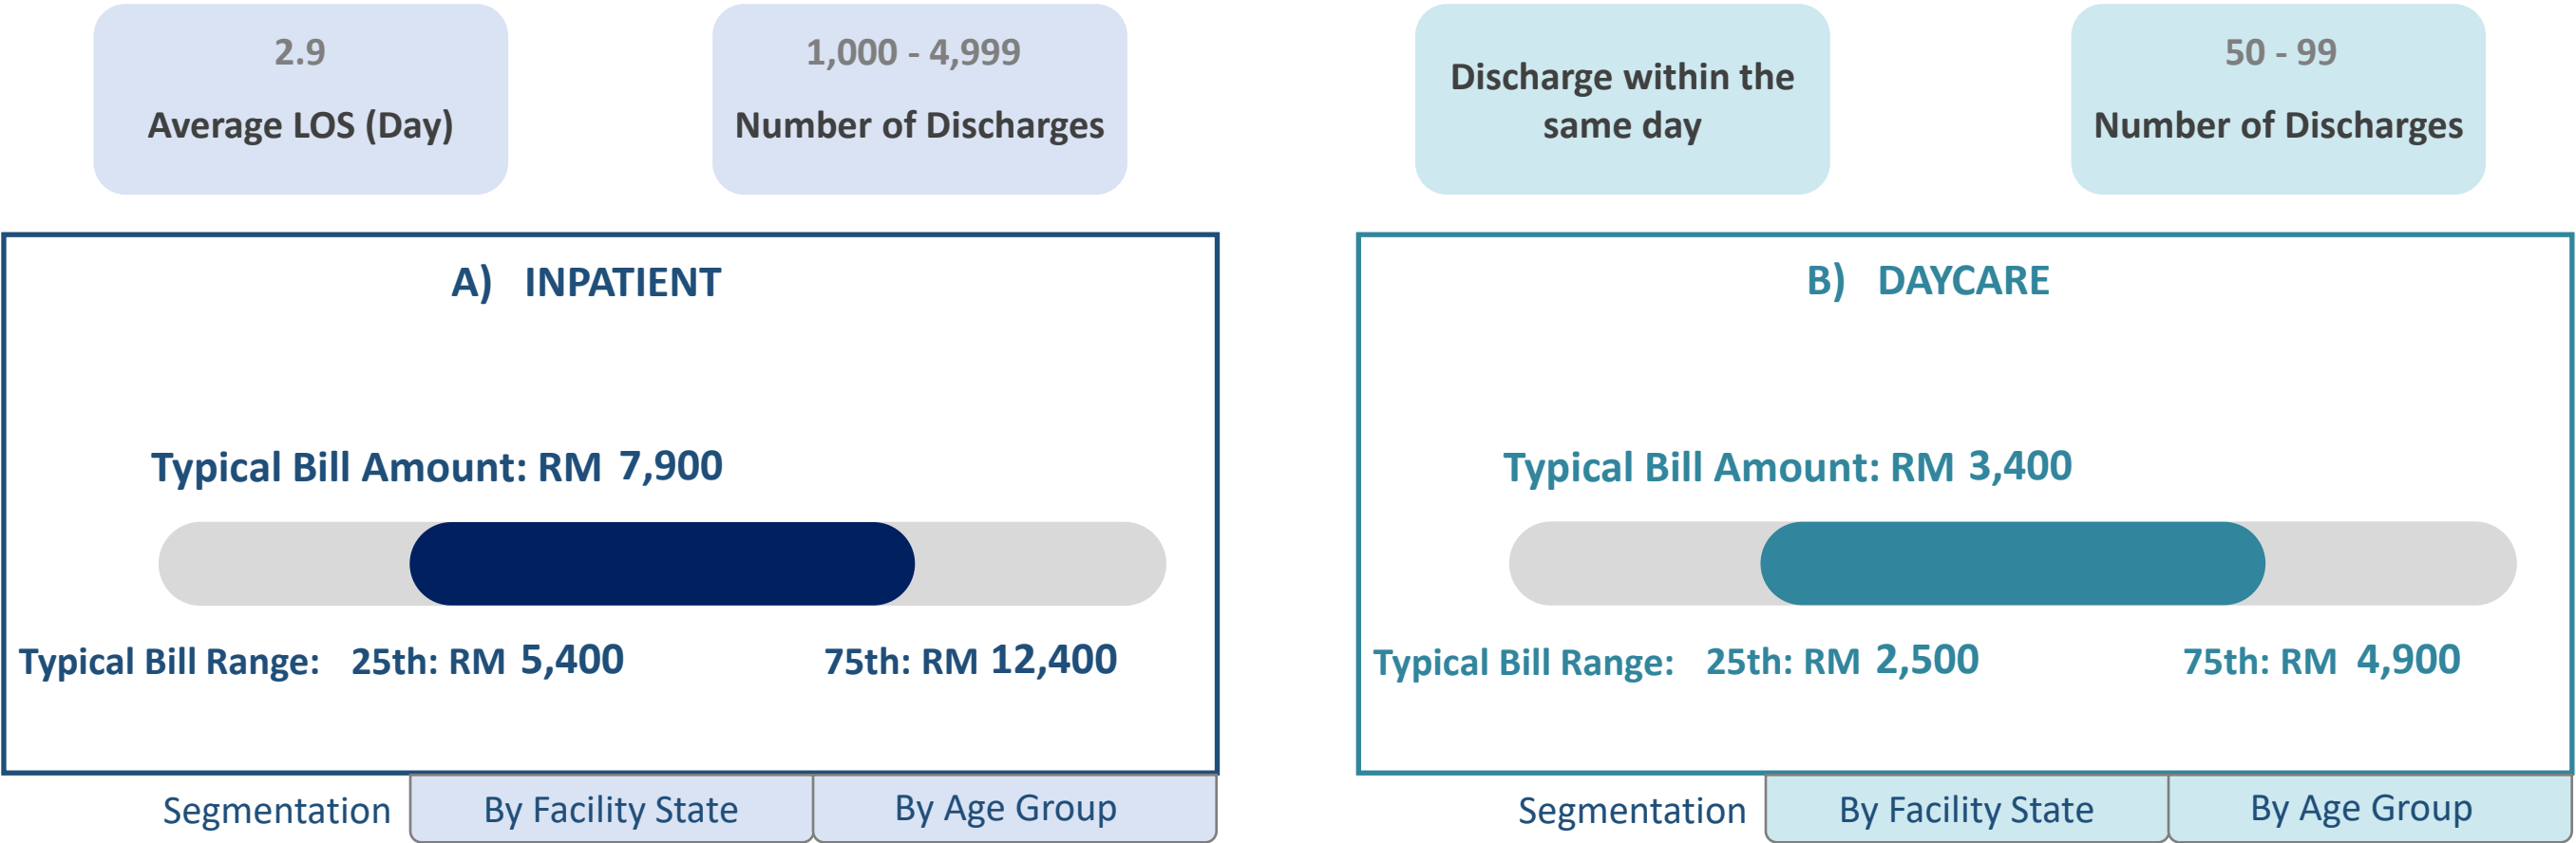 2.9
Average LOS (Day)
1,000 - 4,999
Number of Discharges
Discharge within the
same day
50 - 99
Number of Discharges
A) INPATIENT
Typical Bill Amount: RM 7,900
Typical Bill Range: 25th: RM 5,400 75th: RM 12,400
Segmentation By Facility State By Age Group
B) DAYCARE
Typical Bill Amount: RM 3,400
Typical Bill Range: 25th: RM 2,500 75th: RM 4,900
Segmentation By Facility State By Age Group